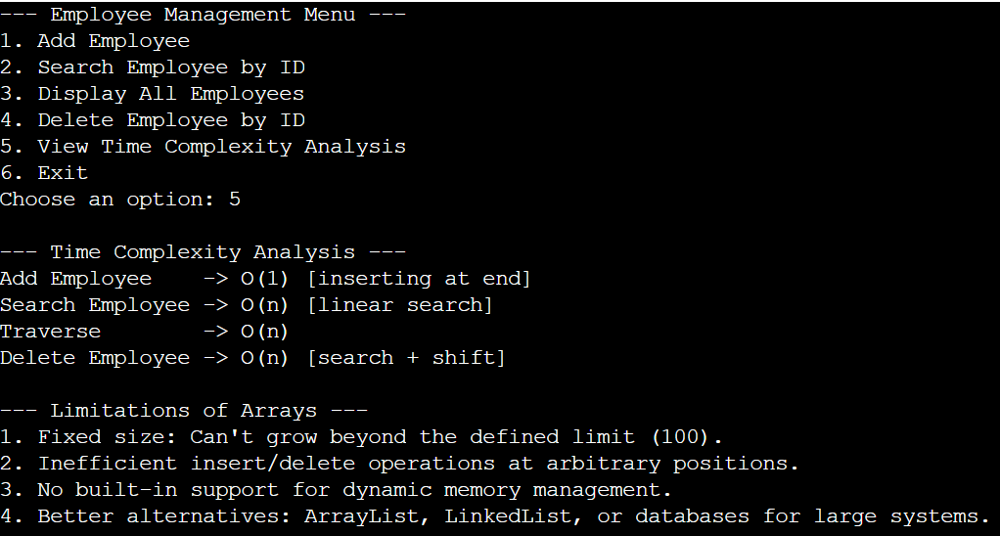 --- Employee Management Menu ---
1. Add Employee
2. Search Employee by ID
3. Display All Employees
4. Delete Employee by ID
5. View Time Complexity Analysis
6. Exit
Choose an option: 5

--- Time Complexity Analysis ---
Add Employee    -> O(1) [inserting at end]
Search Employee -> O(n) [linear search]
Traverse        -> O(n)
Delete Employee -> O(n) [search + shift]

--- Limitations of Arrays ---
1. Fixed size: Can't grow beyond the defined limit (100).
2. Inefficient insert/delete operations at arbitrary positions.
3. No built-in support for dynamic memory management.
4. Better alternatives: ArrayList, LinkedList, or databases for large systems.